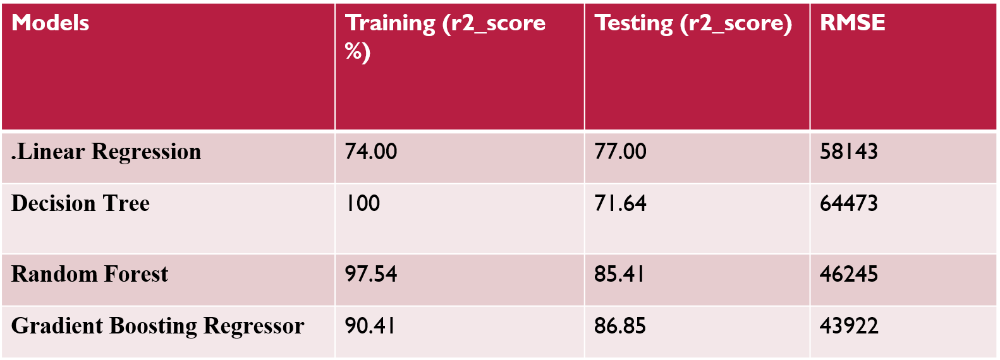 Models Training (r2_score Testing (r2_score) RMSE
%)
.Linear Regression 74.00 77.00 58143
Decision Tree 100 71.64 64473
Random Forest 97.54 85.41 46245
Gradient Boosting Regressor 90.41 86.85 43922